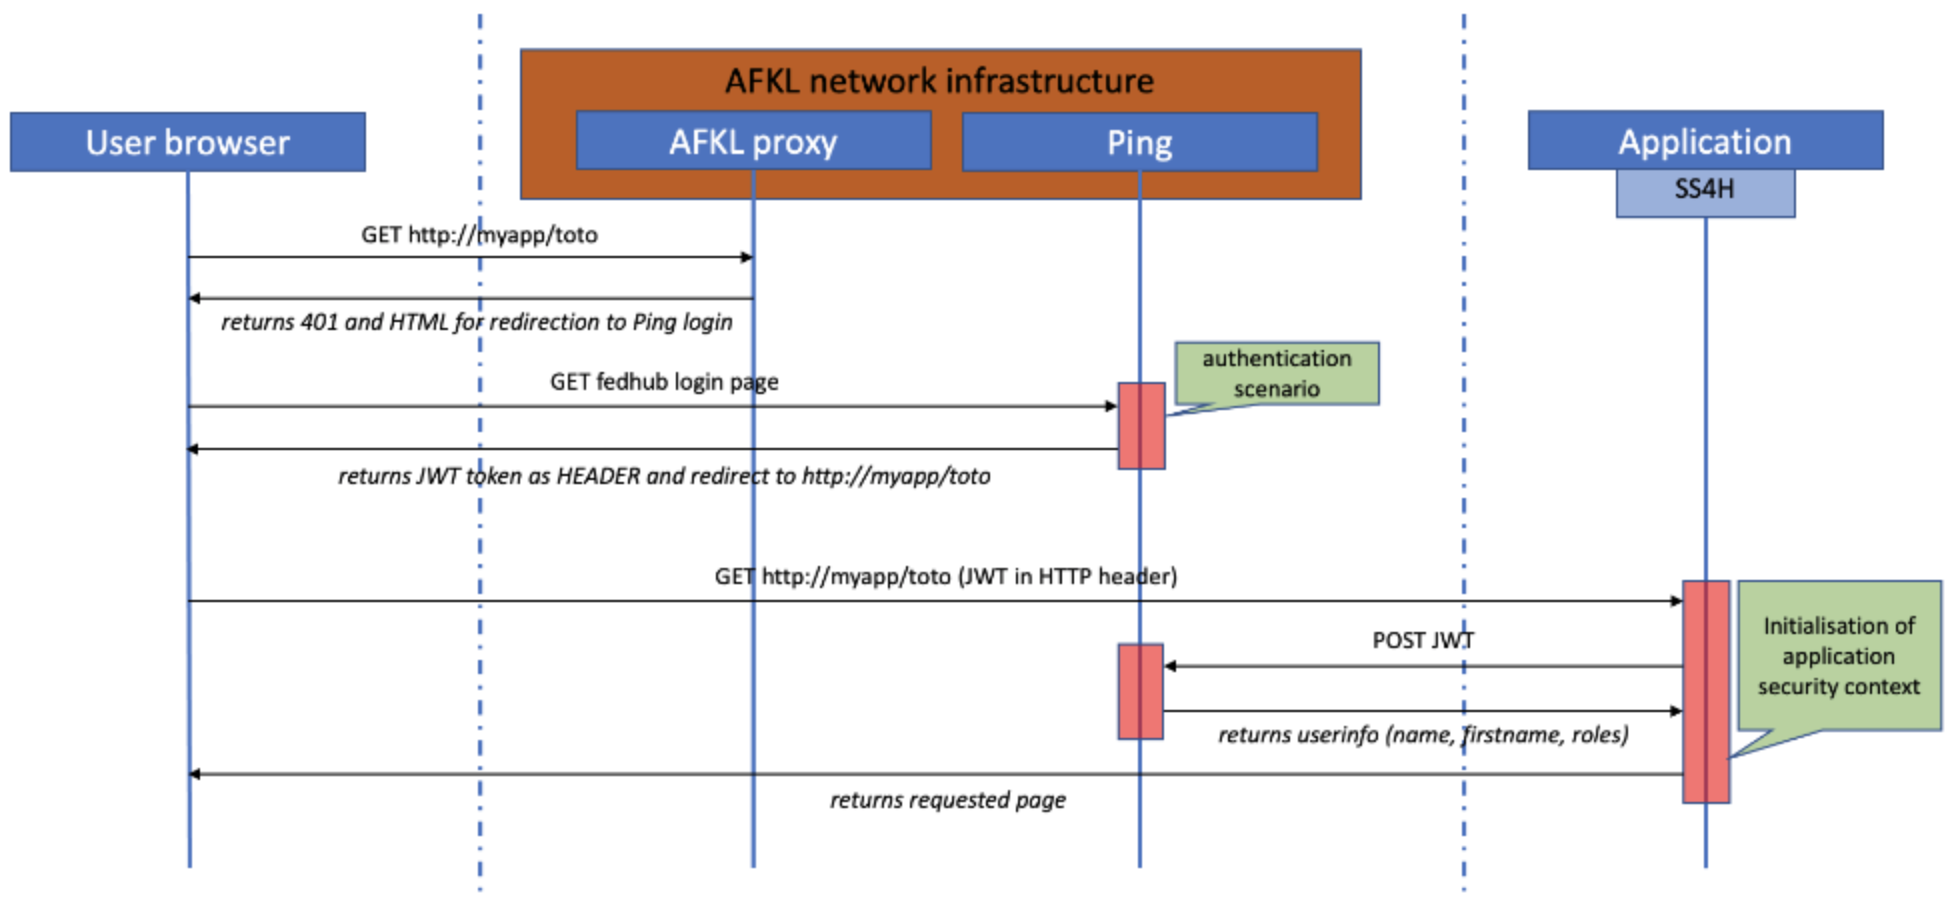 AFKL network infrastructure
User browser
AFKL proxy
Ping
Application
SS4H
GET http://myapp/toto
returns 401 and HTML for redirection to Ping login
authentication
scenario
GET fedhub login page
returns JWT token as HEADER and redirect to http://myapp/toto
GET http://myapp/toto (JWT in HTTP header)
Initialisation of
application
security context
POST JWT
returns userinfo (name, firstname, roles)
returns requested page